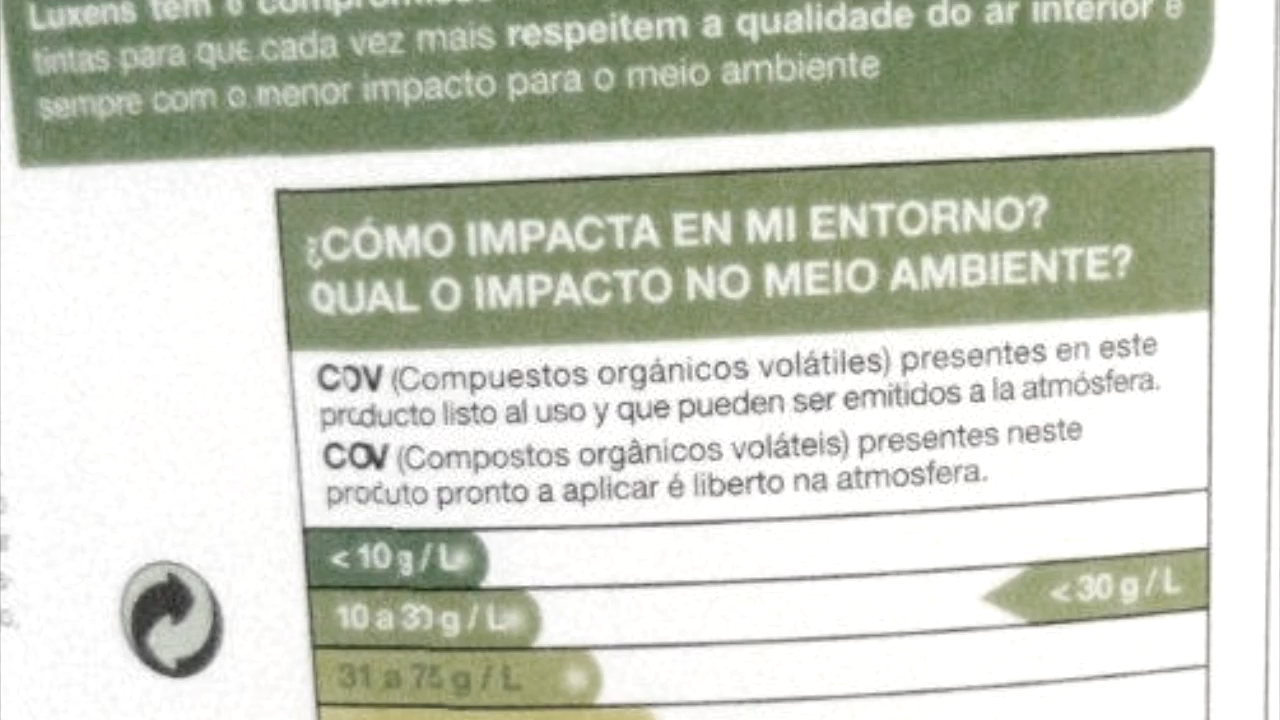 Luxens tem o compromisso
tintas para que cada vez mais respeitem a qualidade do ar interior e
sempre com o menor impacto para o meio ambiente
¿CÓMO IMPACTA EN MI ENTORNO?
QUAL O IMPACTO NO MEIO AMBIENTE?
COV (Compuestos orgánicos volátiles) presentes en este
producto listo al uso y que pueden ser emitidos a la atmósfera.
COV (Compostos orgânicos voláteis) presentes neste
produto pronto a aplicar é liberto na atmosfera.
< 10 g / L
10 a 30 g / L
< 30 g / L
31 a 75 g / L